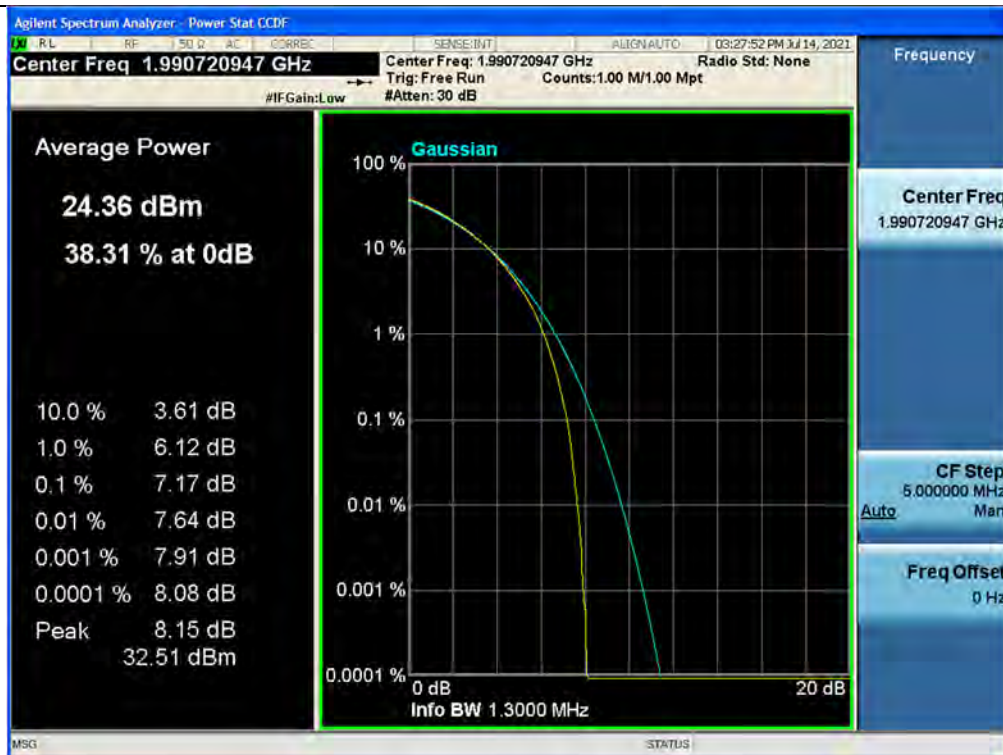 Agilent Spectrum Analyzer - Power Stat CCDF
RL RF 50 Ω AC CORREC SENSE:INT ALIGN AUTO 03:27:52 PM Jul 14, 2021
Center Freq 1.990720947 GHz
Center Freq: 1.990720947 GHz Radio Std: None
Trig: Free Run Counts:1.00 M/1.00 Mpt
#IFGain:Low #Atten: 30 dB
Average Power
24.36 dBm
38.31 % at 0dB
10.0 % 3.61 dB
1.0 % 6.12 dB
0.1 % 7.17 dB
0.01 % 7.64 dB
0.001 % 7.91 dB
0.0001 % 8.08 dB
Peak 8.15 dB
32.51 dBm
Gaussian
100 %
10 %
1 %
0.1 %
0.01 %
0.001 %
0.0001 %
0 dB 20 dB
Info BW 1.3000 MHz
Frequency
Center Freq
1.990720947 GHz
CF Step
5.000000 MHz
Auto Man
Freq Offset
0 Hz
MSG STATUS